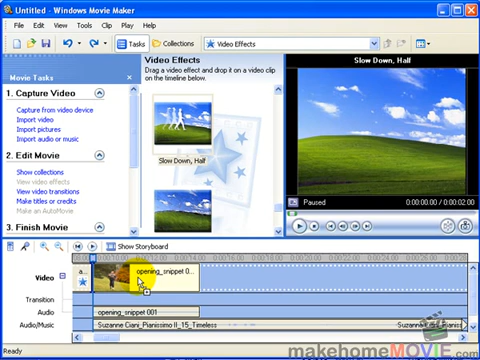 Untitled - Windows Movie Maker
File Edit View Tools Clip Play Help
Tasks Collections Video Effects
Movie Tasks
1. Capture Video
Capture from video device
Import video
Import pictures
Import audio or music
2. Edit Movie
Show collections
View video effects
View video transitions
Make titles or credits
Make an AutoMovie
3. Finish Movie
Video Effects
Drag a video effect and drop it on a video clip
on the timeline below.
Slow Down, Half
Slow Down, Half
Paused
0:00:00.00 / 0:00:02.00
Show Storyboard
Video
a...
opening_snippet 0...
Transition
Audio
opening_snippet 001
Audio/Music
Suzanne Ciani_Pianissimo II_15_Timeless
Suzanne Ciani_Pianissimo
Ready
makehomeMOVIE.com